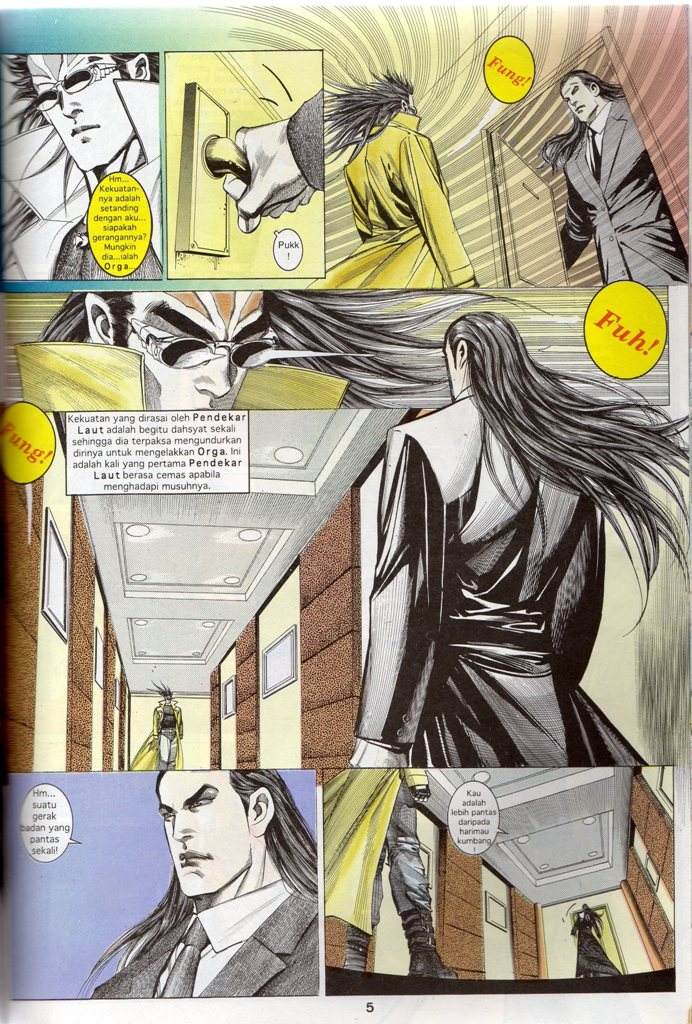 Hm...
Kekuatan-
nya adalah
setanding
dengan aku...
siapakah
gerangannya?
Mungkin
dia...ialah
Orga.
Pukk
!
Fung!
Fuh!
Fung!
Kekuatan yang dirasai oleh Pendekar
Laut adalah begitu dahsyat sekali
sehingga dia terpaksa mengundurkan
dirinya untuk mengelakkan Orga. Ini
adalah kali yang pertama Pendekar
Laut berasa cemas apabila
menghadapi musuhnya.
Hm...
suatu
gerak
badan yang
pantas
sekali!
Kau
adalah
lebih pantas
daripada
harimau
kumbang
5